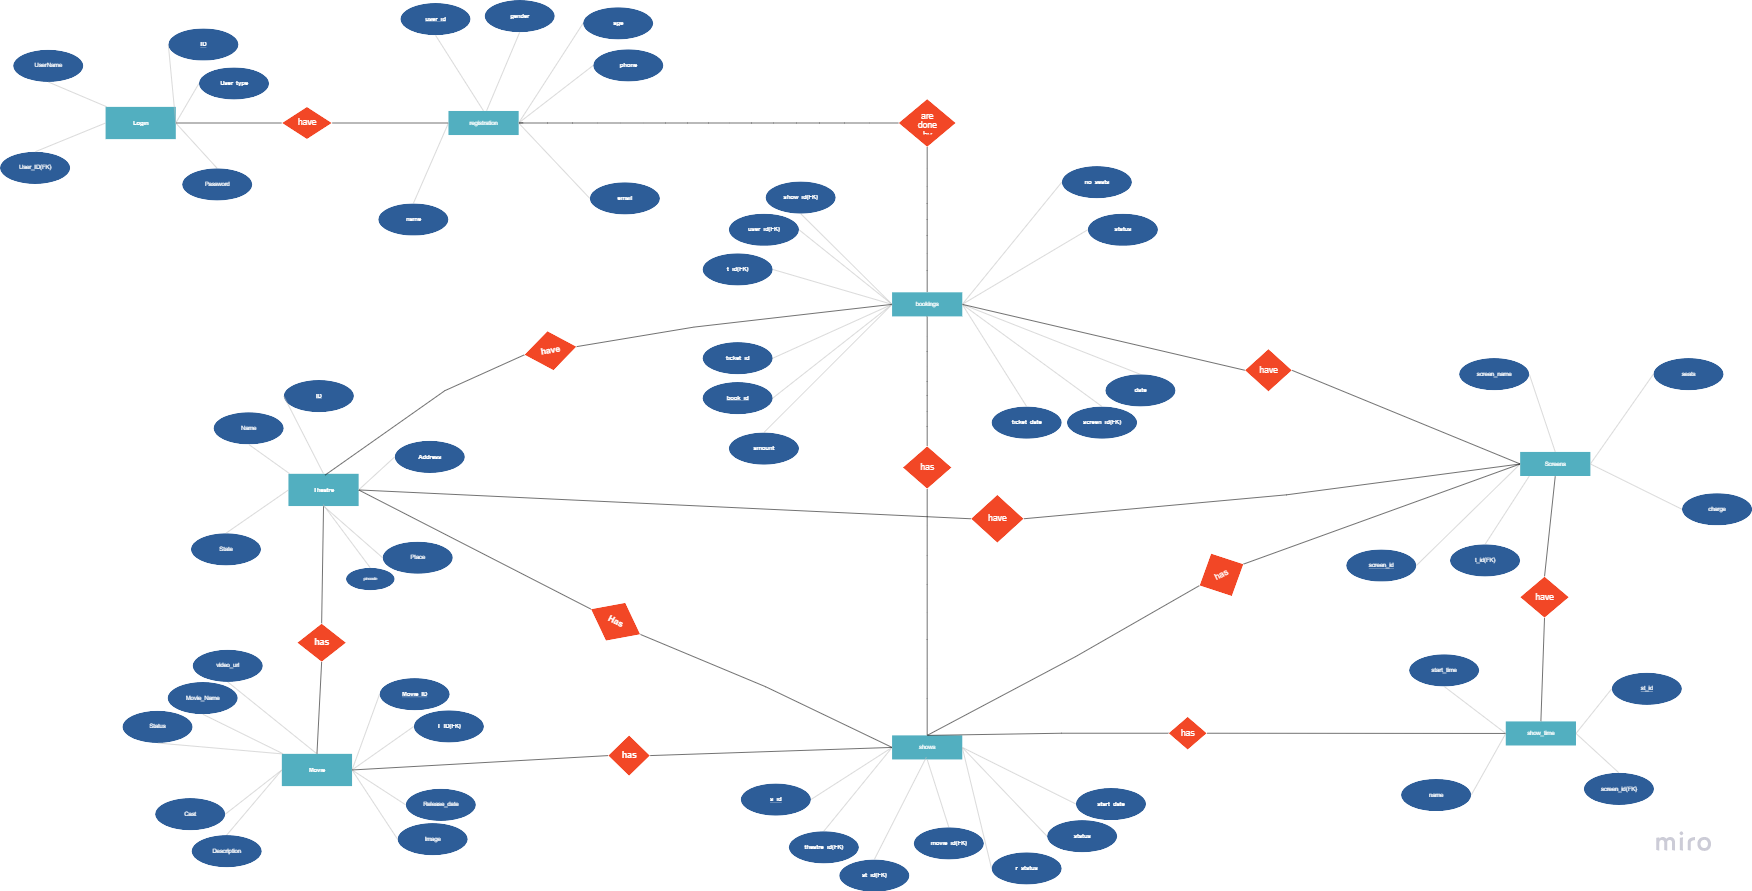 user_id
gender
age
phone
UserName
ID
User_type
Login
have
registration
are
done
User_ID(FK)
Password
name
email
show_id(FK)
user_id(FK)
t_id(FK)
no_seats
status
bookings
have
ticket_id
book_id
amount
ticket_date
screen_id(FK)
date
have
screen_name
seats
ID
Name
Address
Theatre
State
Place
pincode
has
have
Screens
charge
screen_id
t_id(FK)
has
have
Has
has
video_url
Movie_Name
Status
Movie_ID
T_ID(FK)
Movie
Cast
Description
Release_date
Image
has
shows
s_id
theatre_id(FK)
st_id(FK)
movie_id(FK)
r_status
status
start_date
has
start_time
st_id
show_time
name
screen_id(FK)
miro